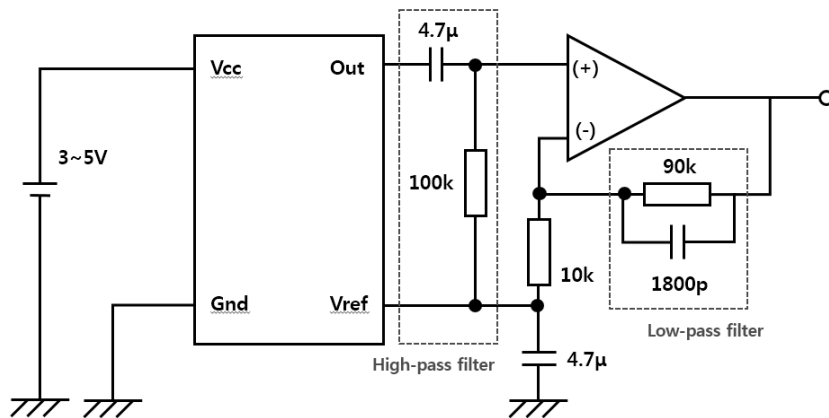 4.7μ
Vcc
Out
(+)
(-)
3~5V
100k
90k
10k
1800p
Gnd
Vref
Low-pass filter
High-pass filter
4.7μ